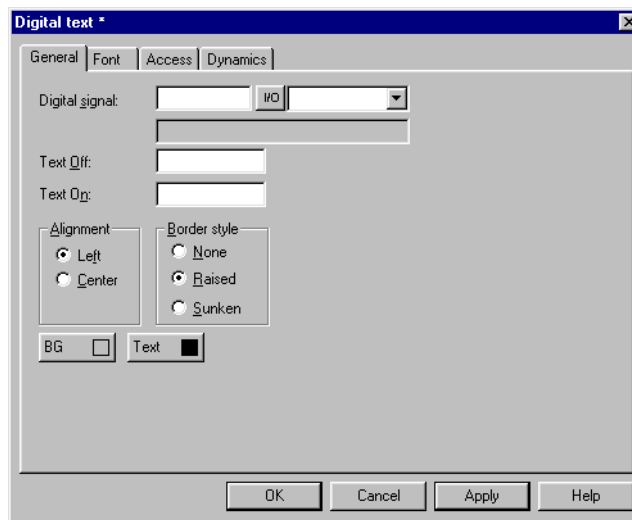 Digital text *
General Font Access Dynamics
Digital signal: I/O
Text Off:
Text On:
Alignment Border style
Left None
Center Raised
Sunken
BG Text
OK Cancel Apply Help